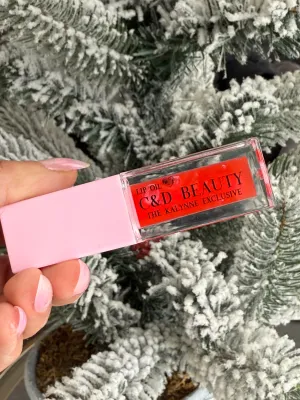 LIP OIL
C&D BEAUTY
THE KALYNNE EXCLUSIVE